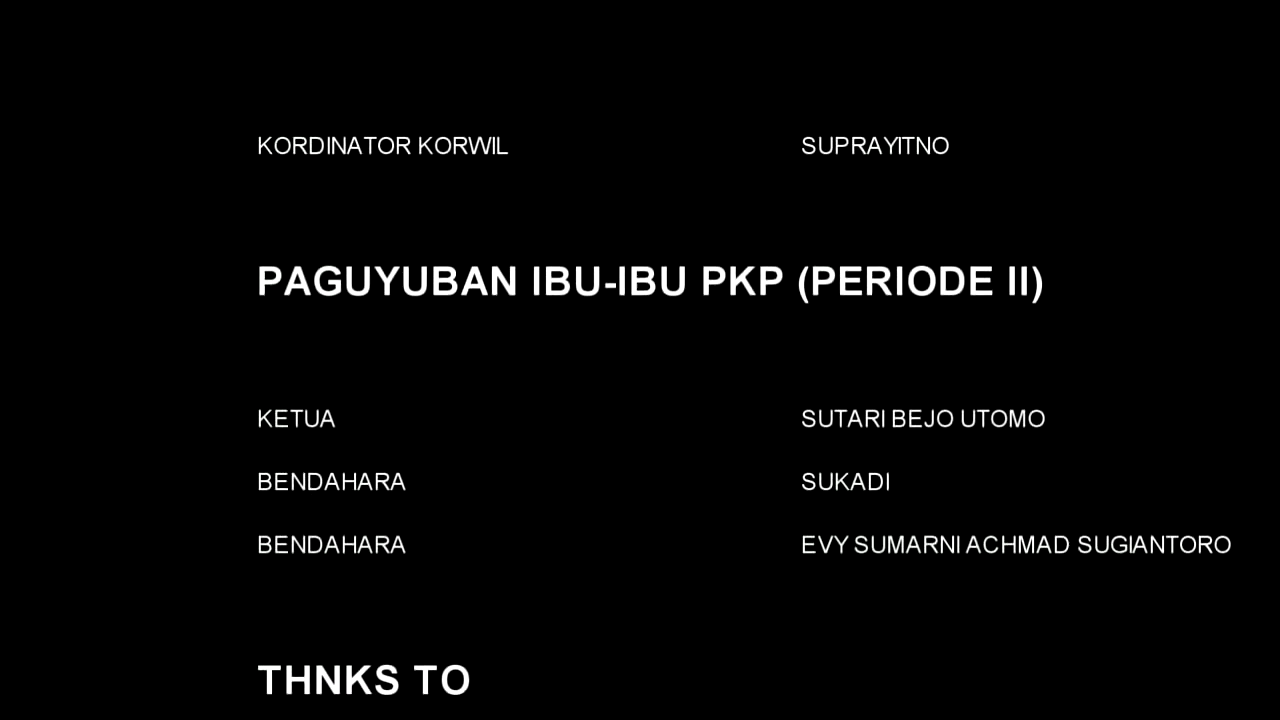 KORDINATOR KORWIL SUPRAYITNO
PAGUYUBAN IBU-IBU PKP (PERIODE II)
KETUA SUTARI BEJO UTOMO
BENDAHARA SUKADI
BENDAHARA EVY SUMARNI ACHMAD SUGIANTORO
THNKS TO